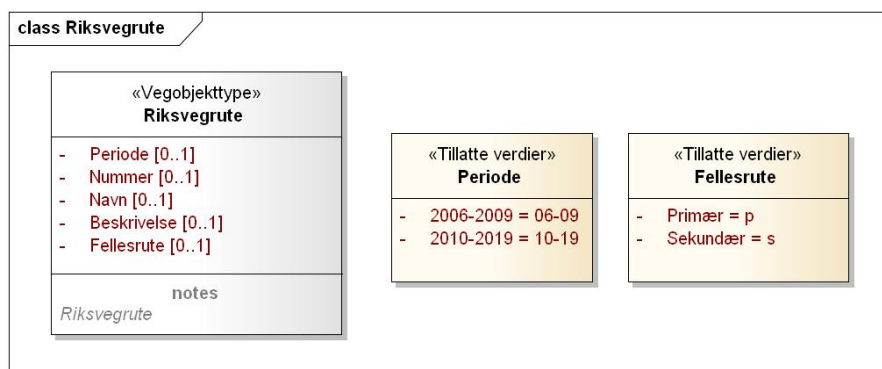 class Riksvegrute
«Vegobjekttype»
Riksvegrute
- Periode [0..1]
- Nummer [0..1]
- Navn [0..1]
- Beskrivelse [0..1]
- Fellesrute [0..1]
notes
Riksvegrute
«Tillatte verdier»
Periode
- 2006-2009 = 06-09
- 2010-2019 = 10-19
«Tillatte verdier»
Fellesrute
- Primær = p
- Sekundær = s